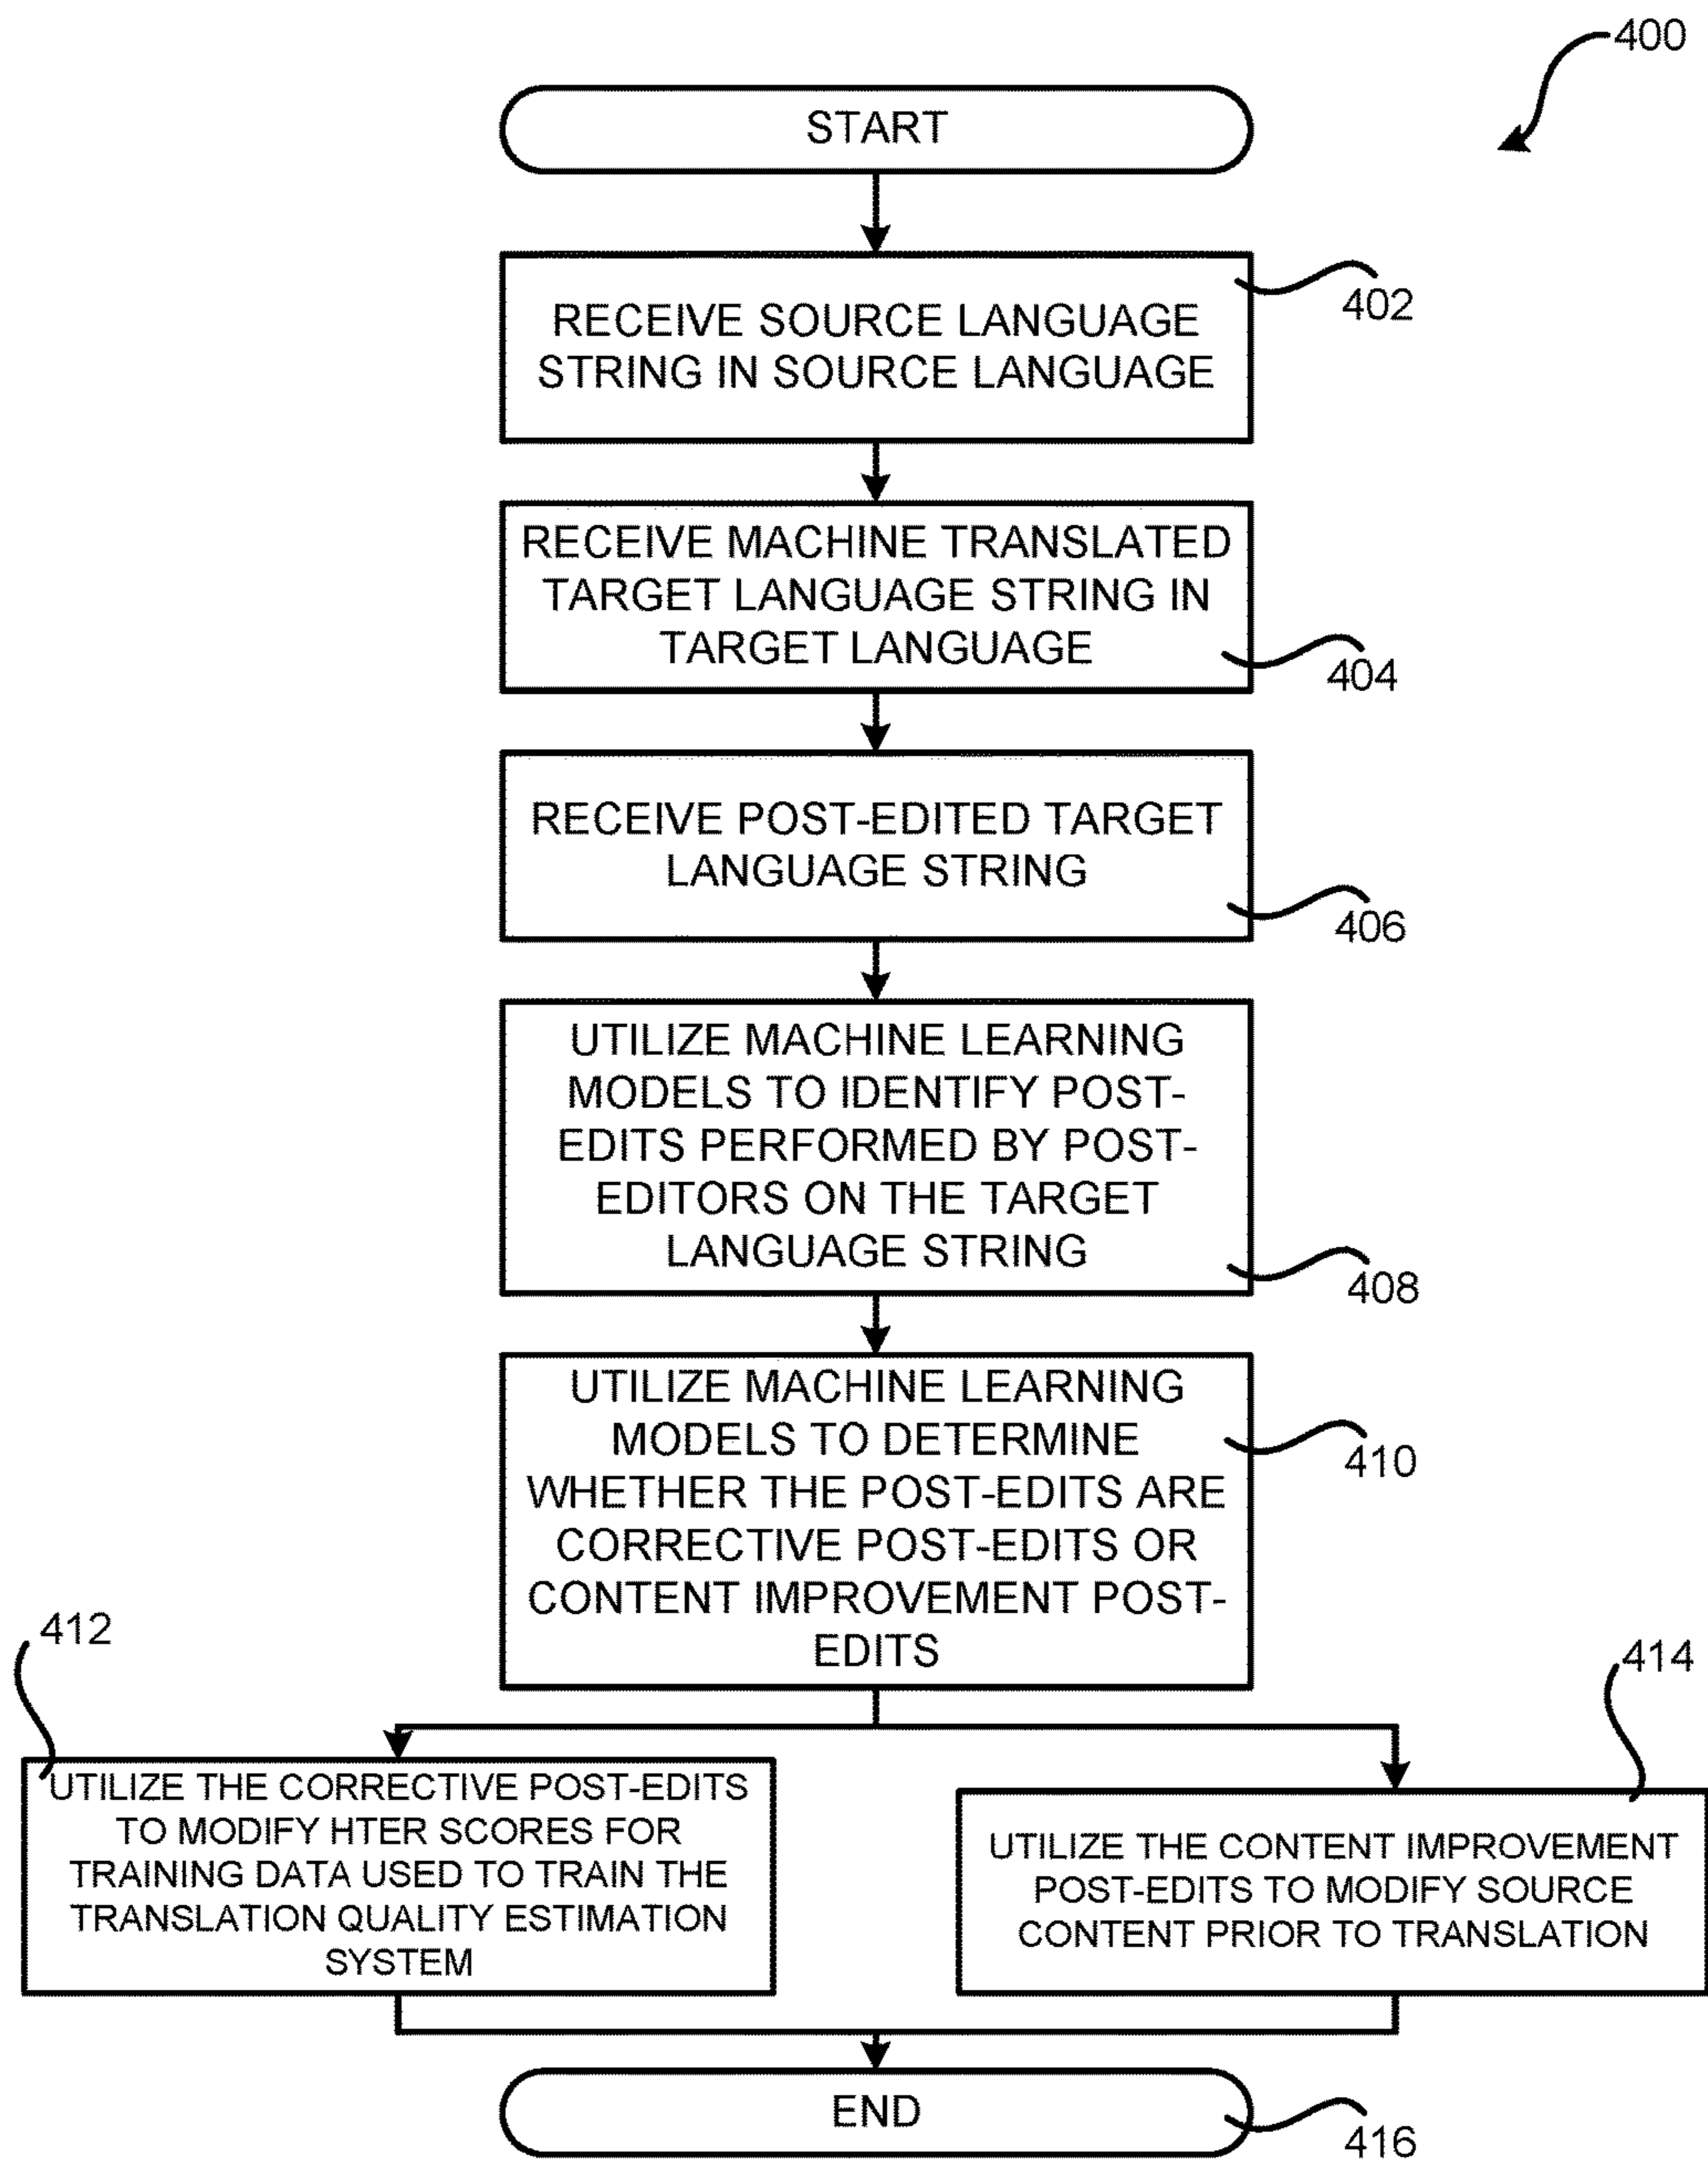 400
START
RECEIVE SOURCE LANGUAGE
STRING IN SOURCE LANGUAGE
402
RECEIVE MACHINE TRANSLATED
TARGET LANGUAGE STRING IN
TARGET LANGUAGE
404
RECEIVE POST-EDITED TARGET
LANGUAGE STRING
406
UTILIZE MACHINE LEARNING
MODELS TO IDENTIFY POST-
EDITS PERFORMED BY POST-
EDITORS ON THE TARGET
LANGUAGE STRING
408
UTILIZE MACHINE LEARNING
MODELS TO DETERMINE
WHETHER THE POST-EDITS ARE
CORRECTIVE POST-EDITS OR
CONTENT IMPROVEMENT POST-
EDITS
410
412
UTILIZE THE CORRECTIVE POST-EDITS
TO MODIFY HTER SCORES FOR
TRAINING DATA USED TO TRAIN THE
TRANSLATION QUALITY ESTIMATION
SYSTEM
414
UTILIZE THE CONTENT IMPROVEMENT
POST-EDITS TO MODIFY SOURCE
CONTENT PRIOR TO TRANSLATION
END
416